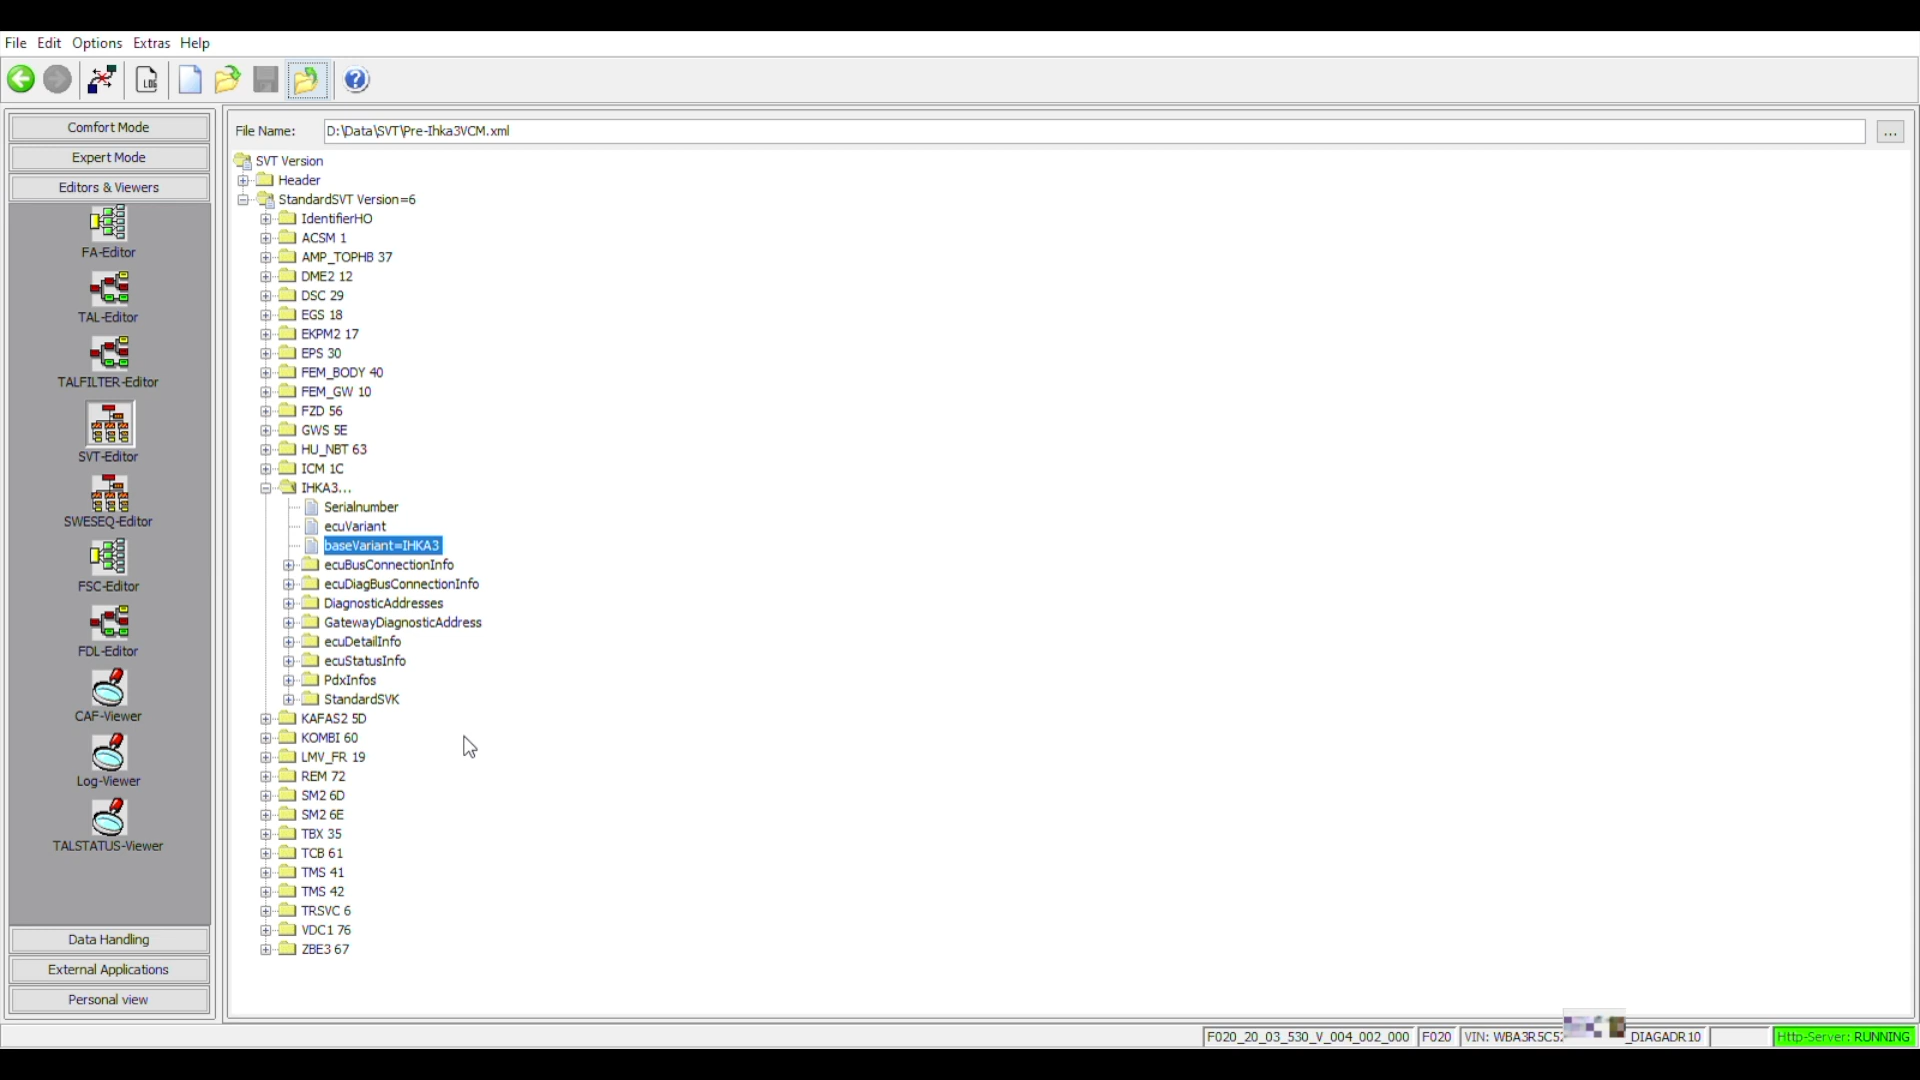 File Edit Options Extras Help
LOG
Comfort Mode
Expert Mode
Editors & Viewers
FA-Editor
TAL-Editor
TALFILTER-Editor
SVT-Editor
SWESEQ-Editor
FSC-Editor
FDL-Editor
CAF-Viewer
Log-Viewer
TALSTATUS-Viewer
Data Handling
External Applications
Personal view
File Name: D:\Data\SVT\Pre-Ihka3VCM.xml ...
SVT Version
Header
StandardSVT Version=6
IdentifierHO
ACSM 1
AMP_TOPHB 37
DME2 12
DSC 29
EGS 18
EKPM2 17
EPS 30
FEM_BODY 40
FEM_GW 10
FZD 56
GWS 5E
HU_NBT 63
ICM 1C
IHKA3...
Serialnumber
ecuVariant
baseVariant=IHKA3
ecuBusConnectionInfo
ecuDiagBusConnectionInfo
DiagnosticAddresses
GatewayDiagnosticAddress
ecuDetailInfo
ecuStatusInfo
PdxInfos
StandardSVK
KAFAS2 5D
KOMBI 60
LMV_FR 19
REM 72
SM2 6D
SM2 6E
TBX 35
TCB 61
TMS 41
TMS 42
TRSVC 6
VDC1 76
ZBE3 67
F020_20_03_530_V_004_002_000 F020 VIN: WBA3R5C5 _DIAGADR10 Http-Server: RUNNING